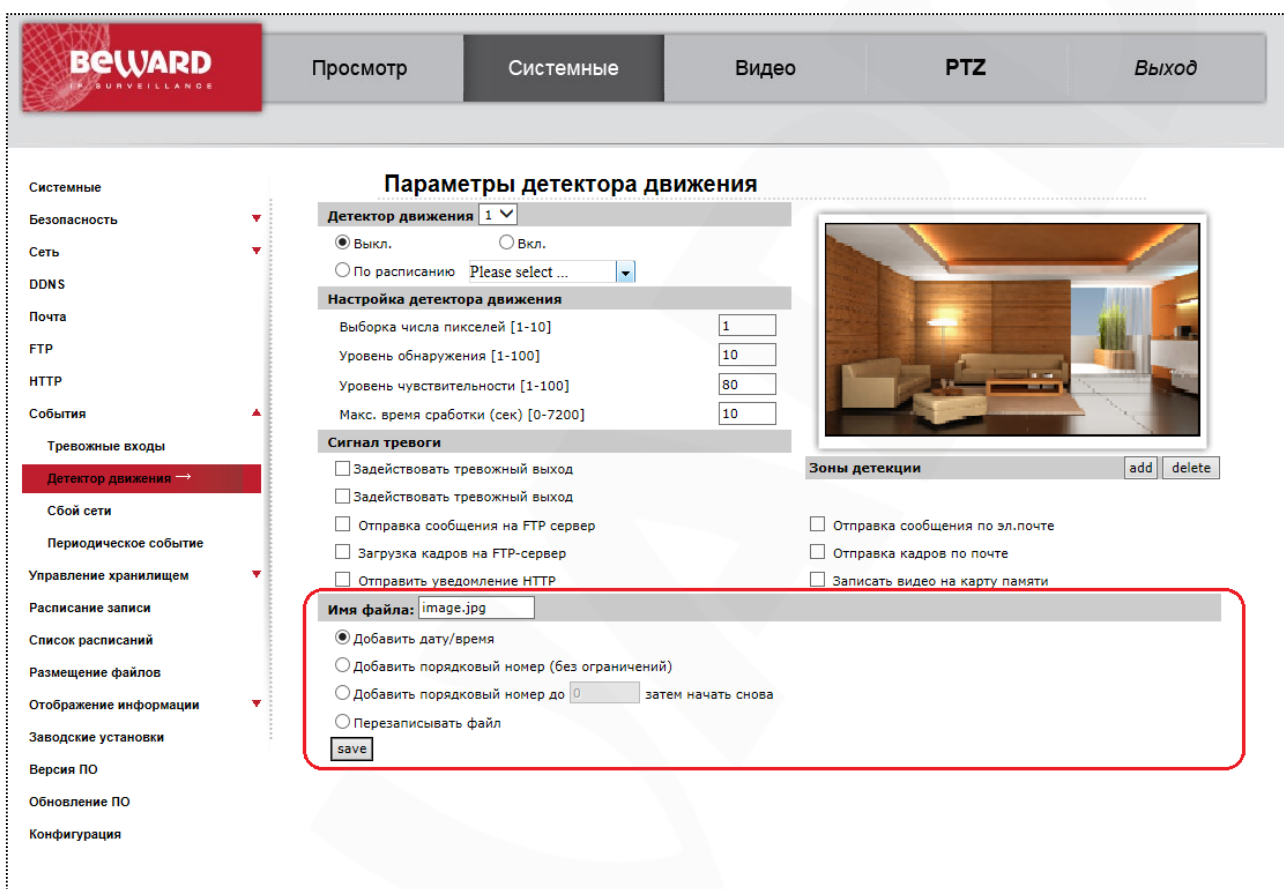 BEWARD
IP SURVEILLANCE
Просмотр
Системные
Видео
PTZ
Выход
Системные
Безопасность
Сеть
DDNS
Почта
FTP
HTTP
События
Тревожные входы
Детектор движения →
Сбой сети
Периодическое событие
Управление хранилищем
Расписание записи
Список расписаний
Размещение файлов
Отображение информации
Заводские установки
Версия ПО
Обновление ПО
Конфигурация
Параметры детектора движения
Детектор движения 1
Выкл. Вкл.
По расписанию Please select ...
Настройка детектора движения
Выборка числа пикселей [1-10] 1
Уровень обнаружения [1-100] 10
Уровень чувствительности [1-100] 80
Макс. время сработки (сек) [0-7200] 10
Сигнал тревоги
Зоны детекции add delete
Задействовать тревожный выход
Задействовать тревожный выход
Отправка сообщения на FTP сервер Отправка сообщения по эл.почте
Загрузка кадров на FTP-сервер Отправка кадров по почте
Отправить уведомление HTTP Записать видео на карту памяти
Имя файла: image.jpg
Добавить дату/время
Добавить порядковый номер (без ограничений)
Добавить порядковый номер до 0 затем начать снова
Перезаписывать файл
save